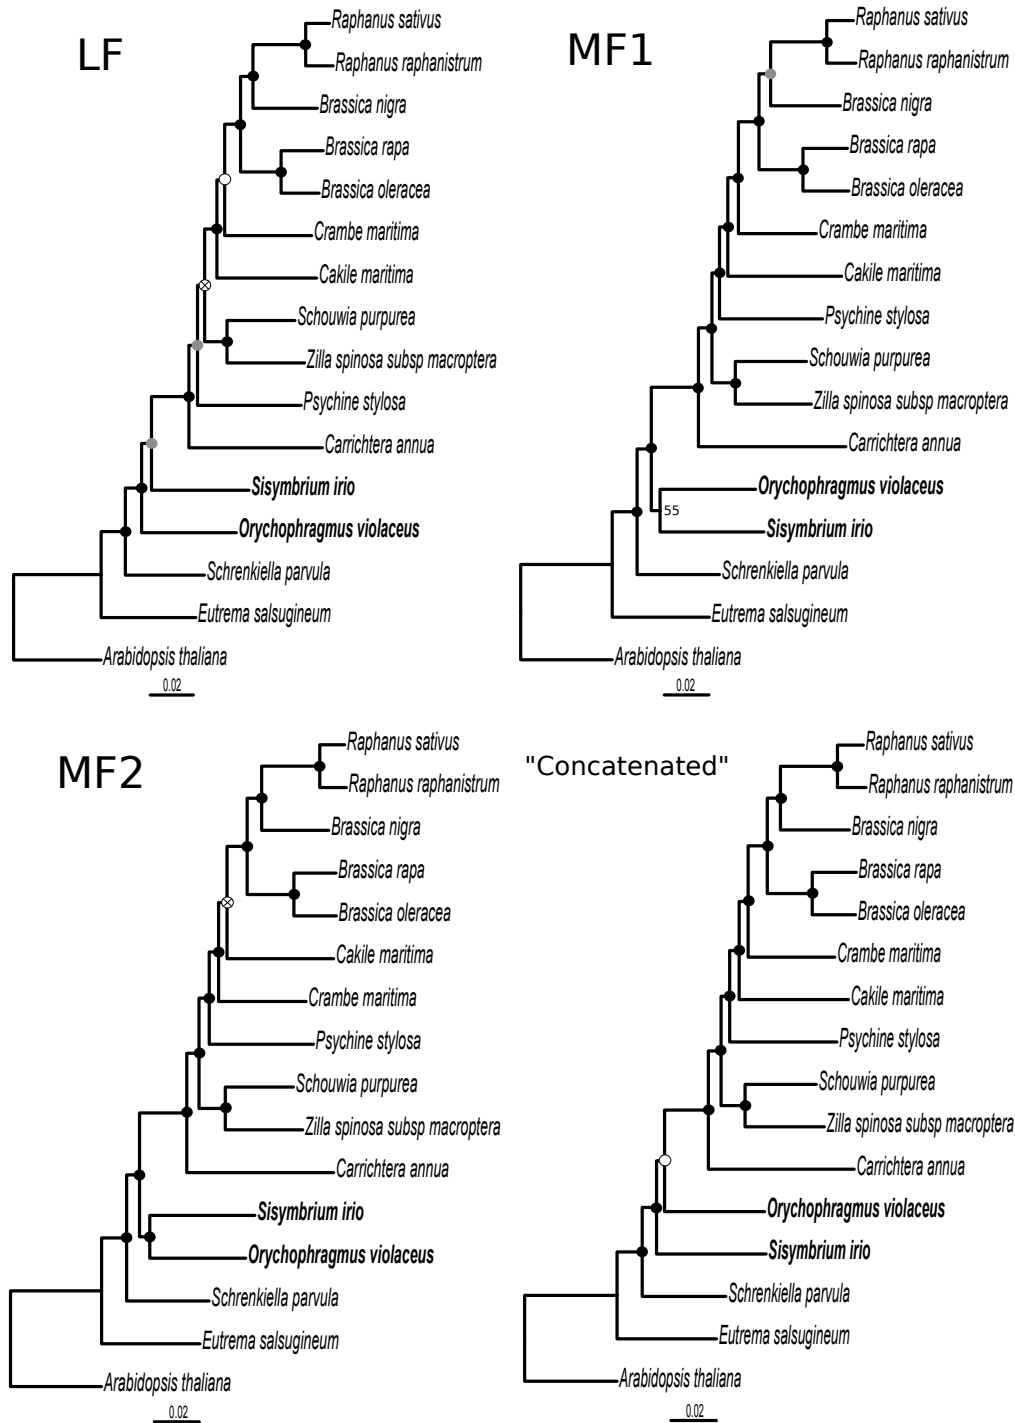 LF
Raphanus sativus
Raphanus raphanistrum
Brassica nigra
Brassica rapa
Brassica oleracea
Crambe maritima
Cakile maritima
Schouwia purpurea
Zilla spinosa subsp macroptera
Psychine stylosa
Carrichtera annua
Sisymbrium irio
Orychophragmus violaceus
Schrenkiella parvula
Eutrema salsugineum
Arabidopsis thaliana
0.02
MF1
Raphanus sativus
Raphanus raphanistrum
Brassica nigra
Brassica rapa
Brassica oleracea
Crambe maritima
Cakile maritima
Psychine stylosa
Schouwia purpurea
Zilla spinosa subsp macroptera
Carrichtera annua
Orychophragmus violaceus
55
Sisymbrium irio
Schrenkiella parvula
Eutrema salsugineum
Arabidopsis thaliana
0.02
MF2
Raphanus sativus
Raphanus raphanistrum
Brassica nigra
Brassica rapa
Brassica oleracea
Cakile maritima
Crambe maritima
Psychine stylosa
Schouwia purpurea
Zilla spinosa subsp macroptera
Carrichtera annua
Sisymbrium irio
Orychophragmus violaceus
Schrenkiella parvula
Eutrema salsugineum
Arabidopsis thaliana
0.02
"Concatenated"
Raphanus sativus
Raphanus raphanistrum
Brassica nigra
Brassica rapa
Brassica oleracea
Crambe maritima
Cakile maritima
Psychine stylosa
Schouwia purpurea
Zilla spinosa subsp macroptera
Carrichtera annua
Orychophragmus violaceus
Sisymbrium irio
Schrenkiella parvula
Eutrema salsugineum
Arabidopsis thaliana
0.02